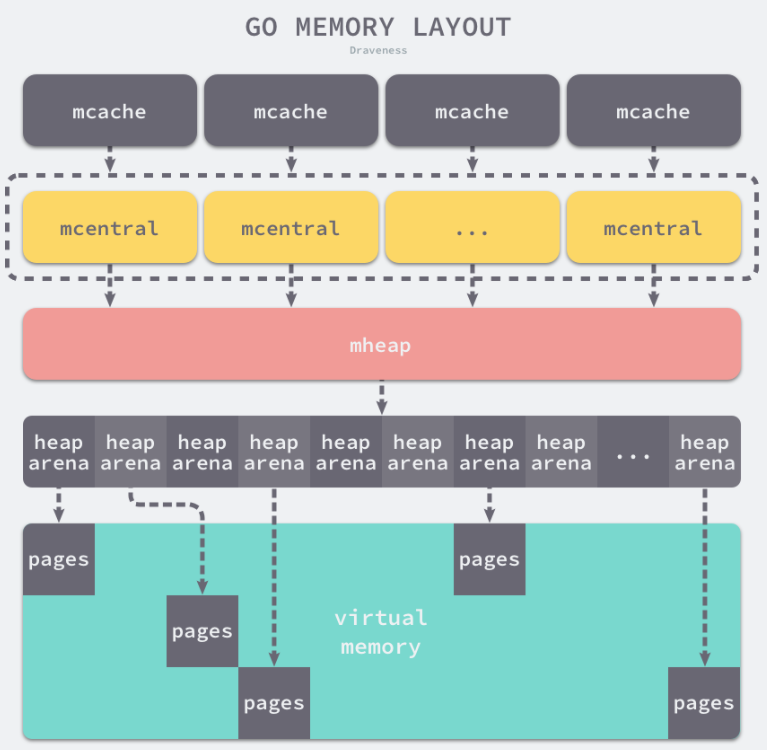 GO MEMORY LAYOUT
Draveness
mcache
mcache
mcache
mcache
mcentral
mcentral
...
mcentral
mheap
heap
arena
heap
arena
heap
arena
heap
arena
heap
arena
heap
arena
heap
arena
heap
arena
...
heap
arena
pages
pages
pages
virtual
memory
pages
pages